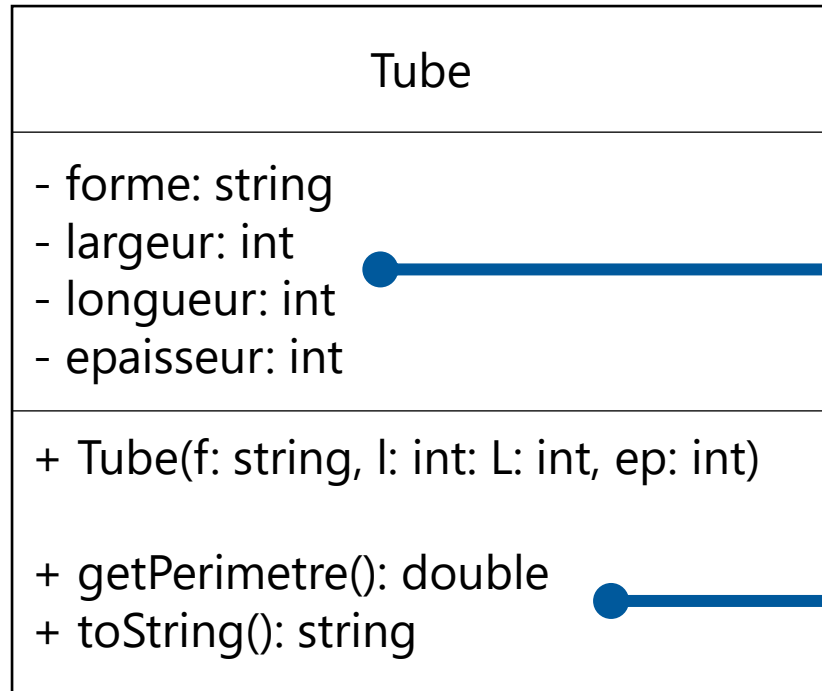 Tube
- forme: string
- largeur: int
- longueur: int
- epaisseur: int
+ Tube(f: string, l: int: L: int, ep: int)
+ getPerimetre(): double
+ toString(): string